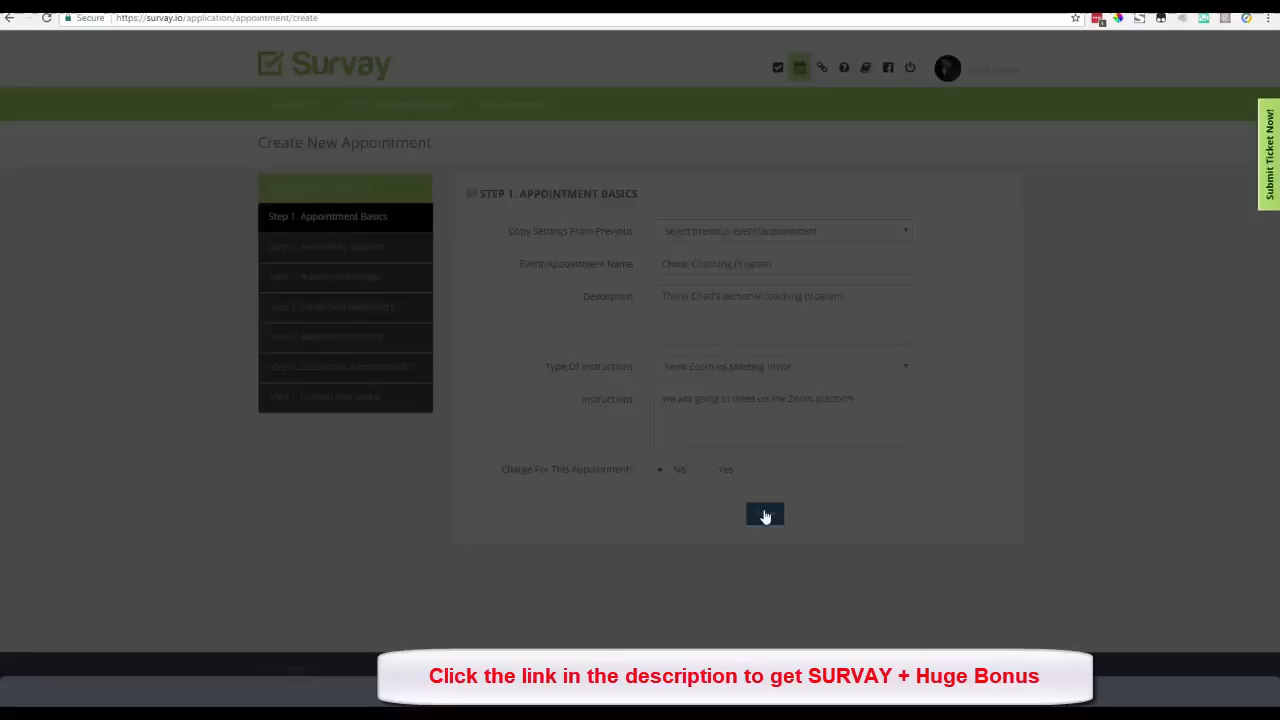 Secure https://survay.io/application/appointment/create
Survay
Create New Appointment
Submit Ticket Now!
Step 1. Appointment Basics
STEP 1. APPOINTMENT BASICS
Copy Settings From Previous Select previous event/appointment
Event/Appointment Name Chads Coaching Program
Description This is Chad's personal coaching program
Type Of Instructions Send Zoom.us Meeting Invite
Instructions We are going to meet on the Zoom platform
Charge For This Appointment? No Yes
Click the link in the description to get SURVAY + Huge Bonus